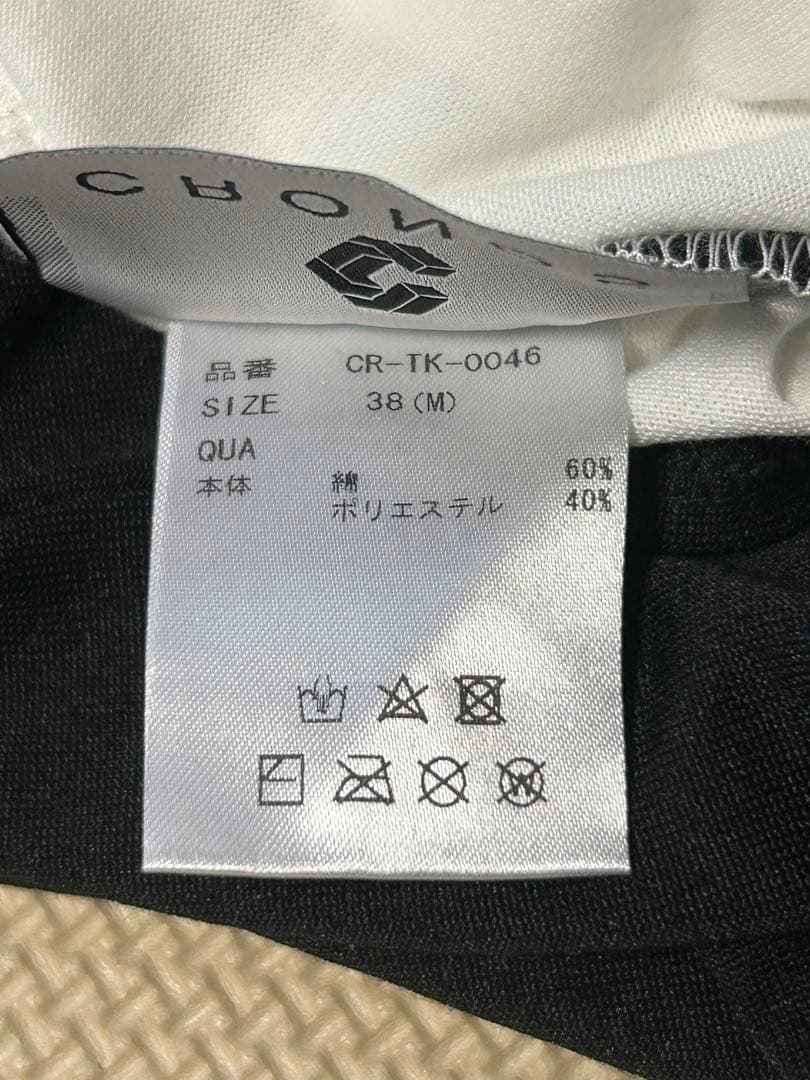 CRONOS
品番 CR-TK-0046
SIZE 38(M)
QUA
本体 綿 60%
ポリエステル 40%